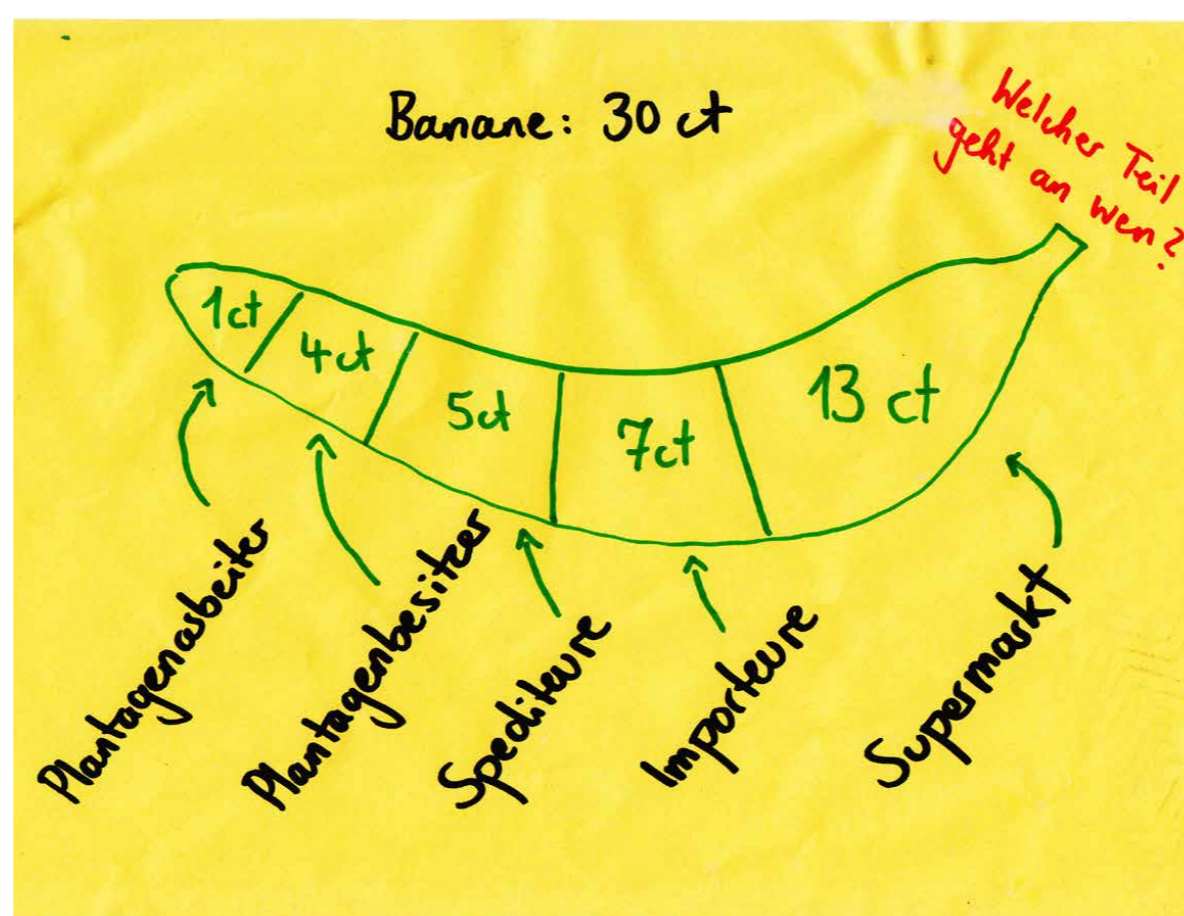 Banane: 30 ct
Welcher Teil
geht an wen?
1ct
4ct
5ct
7ct
13 ct
Plantagenarbeiter
Plantagenbesitzer
Spediteure
Importeure
Supermarkt